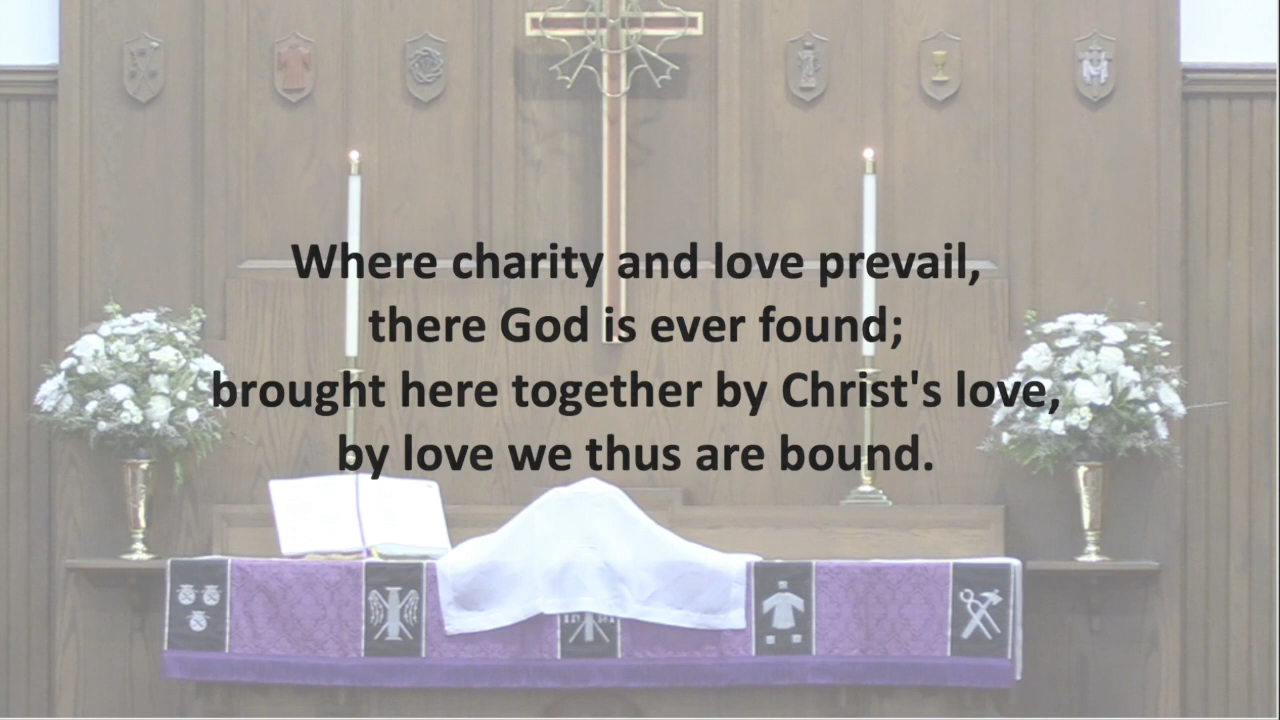 Where charity and love prevail,
there God is ever found;
brought here together by Christ's love,
by love we thus are bound.